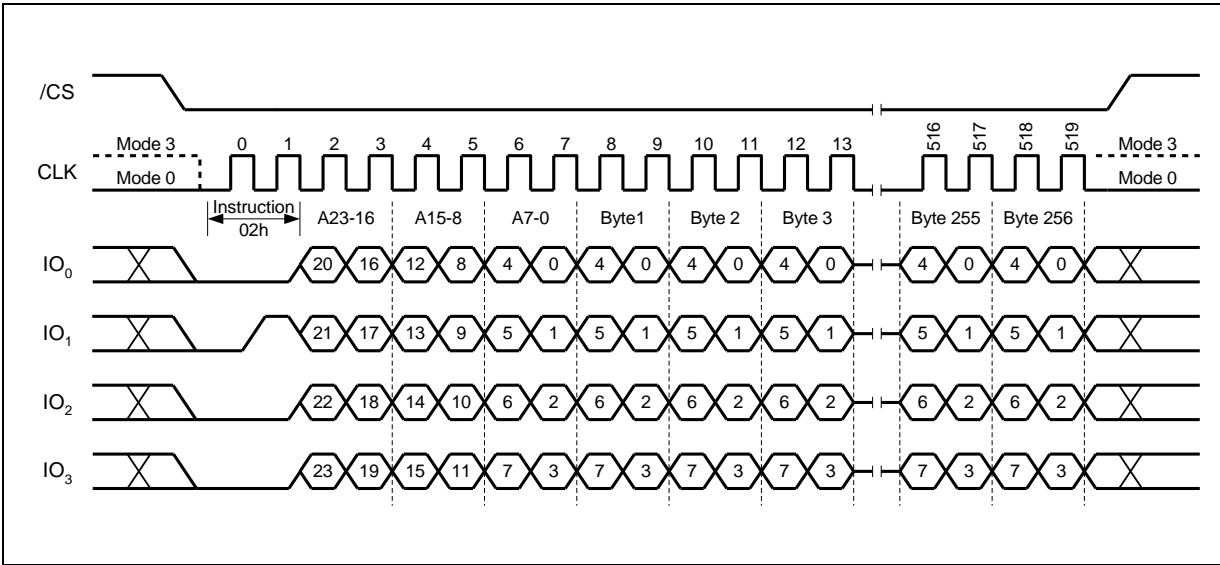 /CS
Mode 3 0 1 2 3 4 5 6 7 8 9 10 11 12 13 516 517 518 519 Mode 3
CLK Mode 0 Mode 0
Instruction
02h A23-16 A15-8 A7-0 Byte1 Byte 2 Byte 3 Byte 255 Byte 256
IO0 20 16 12 8 4 0 4 0 4 0 4 0 4 0 4 0
IO1 21 17 13 9 5 1 5 1 5 1 5 1 5 1 5 1
IO2 22 18 14 10 6 2 6 2 6 2 6 2 6 2 6 2
IO3 23 19 15 11 7 3 7 3 7 3 7 3 7 3 7 3